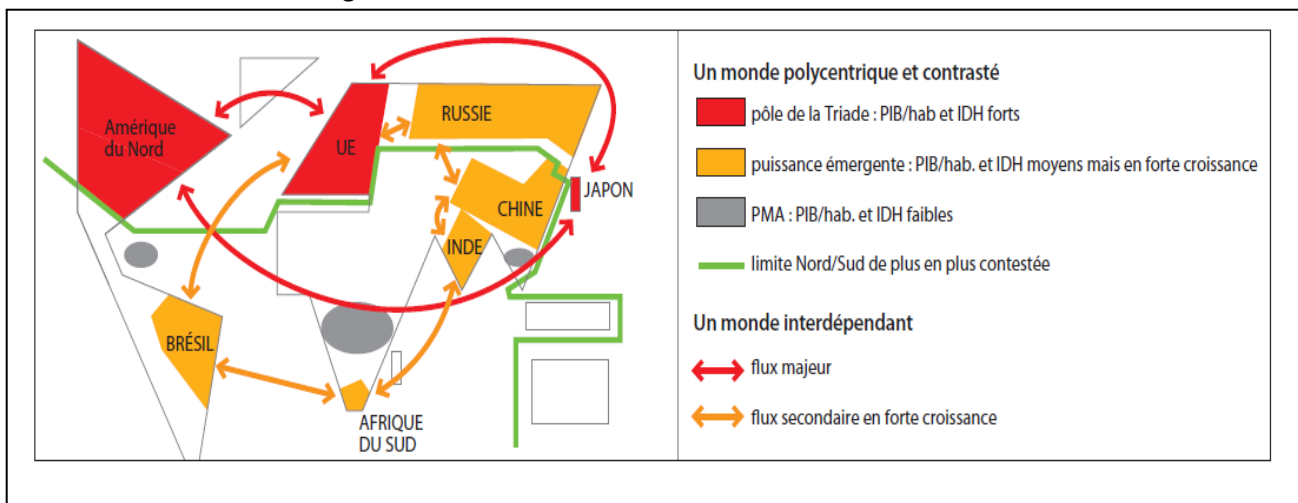 Amérique
du Nord
UE
RUSSIE
CHINE
JAPON
INDE
BRÉSIL
AFRIQUE
DU SUD
Un monde polycentrique et contrasté
pôle de la Triade : PIB/hab et IDH forts
puissance émergente : PIB/hab. et IDH moyens mais en forte croissance
PMA : PIB/hab. et IDH faibles
limite Nord/Sud de plus en plus contestée
Un monde interdépendant
flux majeur
flux secondaire en forte croissance